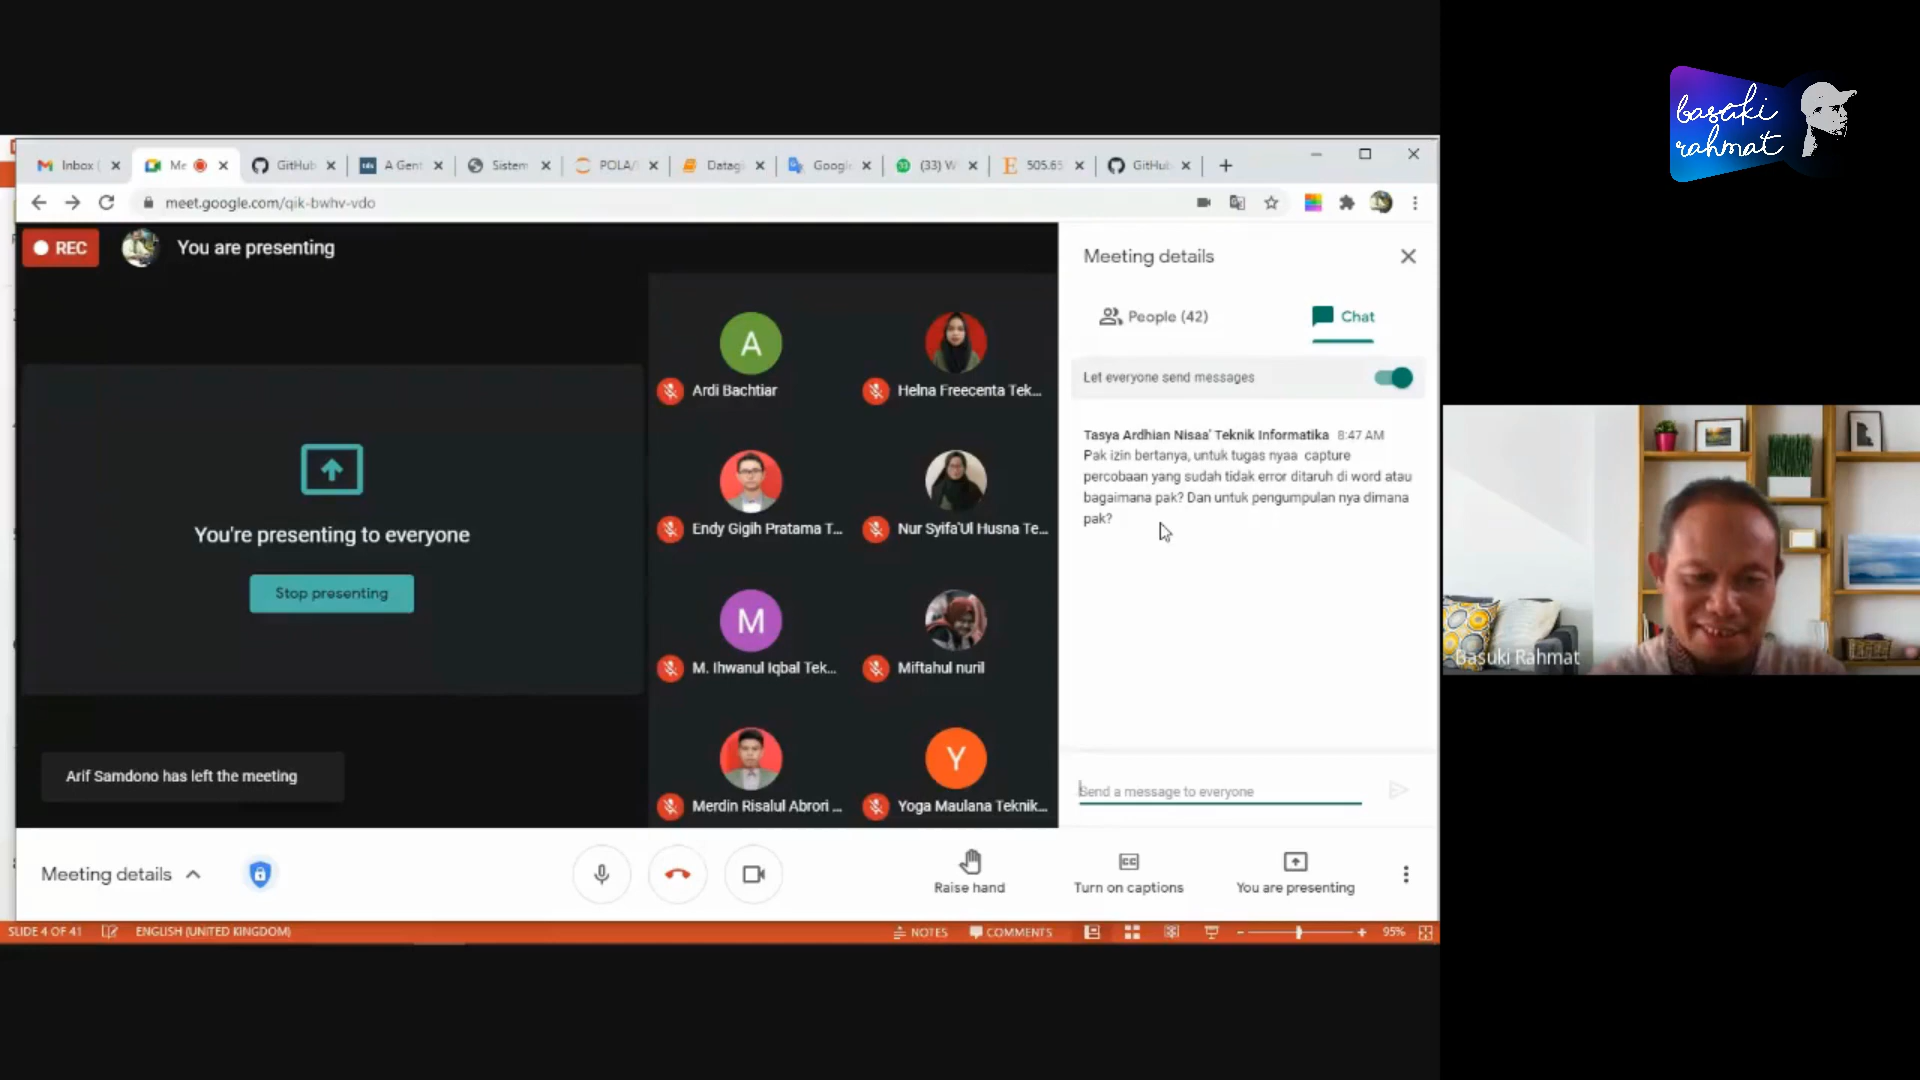 basuki
rahmat
Inbox (
Me
GitHub
A Gent
Sistem
POLA/
Datag
Googl
(33) W
505.65
GitHub
meet.google.com/qik-bwhv-vdo
REC
You are presenting
Meeting details
People (42)
Chat
Let everyone send messages
A
Ardi Bachtiar
Helna Freecenta Tek...
Tasya Ardhian Nisaa' Teknik Informatika 8:47 AM
Pak izin bertanya, untuk tugas nyaa capture
percobaan yang sudah tidak error ditaruh di word atau
bagaimana pak? Dan untuk pengumpulan nya dimana
pak?
You're presenting to everyone
Stop presenting
Endy Gigih Pratama T...
Nur Syifa'Ul Husna Te...
M
M. Ihwanul Iqbal Tek...
Miftahul nuril
Basuki Rahmat
Y
Merdin Risalul Abrori ...
Yoga Maulana Teknik...
Arif Samdono has left the meeting
Send a message to everyone
Meeting details
Raise hand
Turn on captions
You are presenting
SLIDE 4 OF 41
ENGLISH (UNITED KINGDOM)
NOTES
COMMENTS
95%